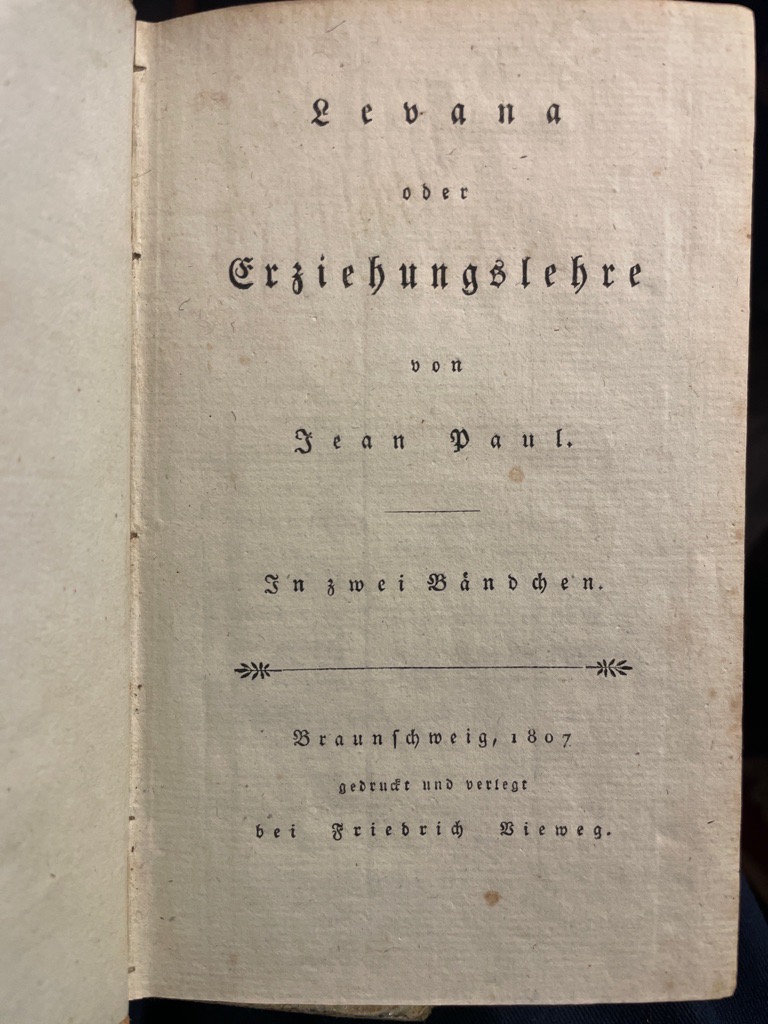 Levana
oder
Erziehungslehre
von
Jean Paul.
In zwei Bändchen.
Braunſchweig, 1807
gedruckt und verlegt
bei Friedrich Vieweg.